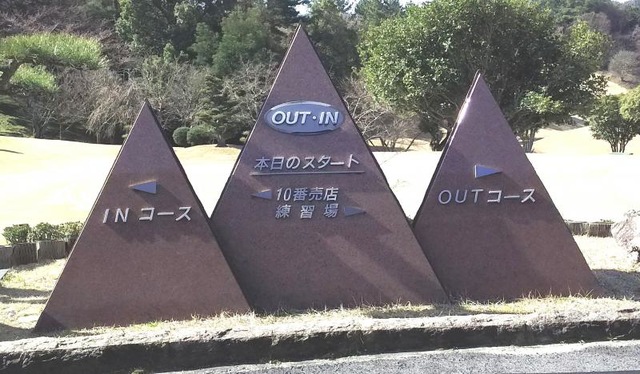 INコース
OUT・IN
本日のスタート
10番売店
練習場
OUTコース